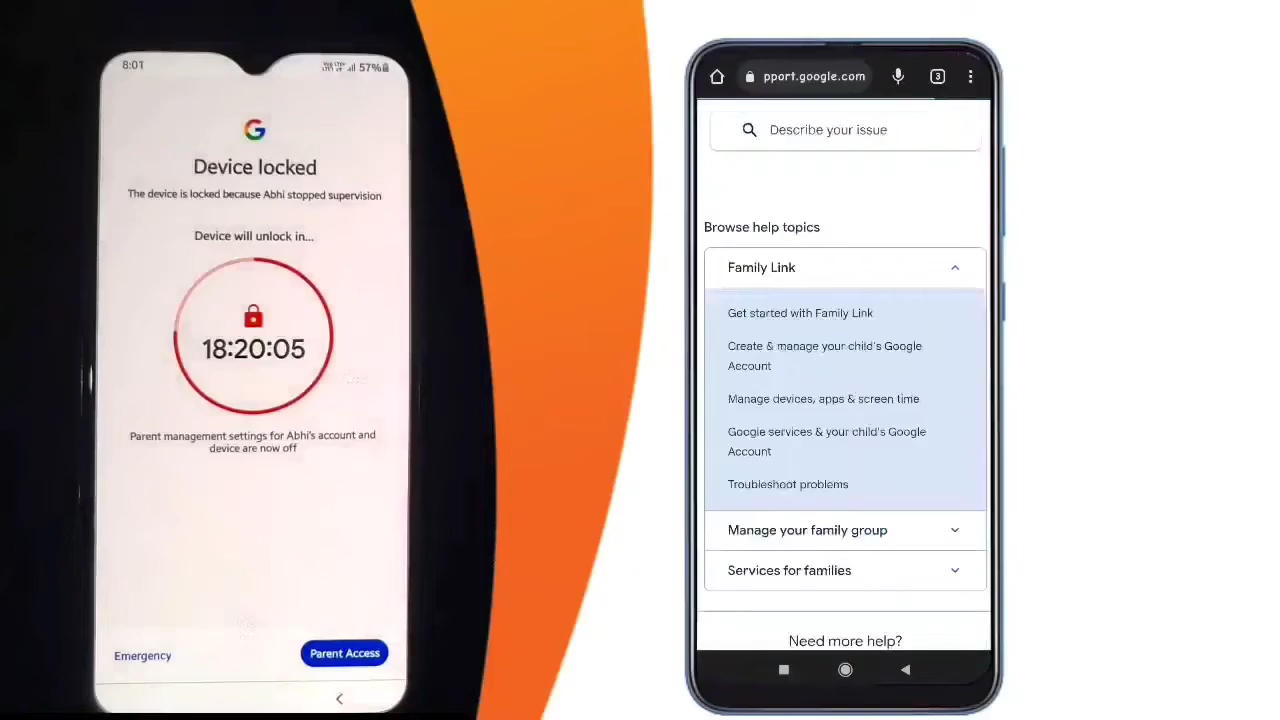 8:01
57%
G
Device locked
The device is locked because Abhi stopped supervision
Device will unlock in...
18:20:05
Parent management settings for Abhi's account and
device are now off
Emergency
Parent Access
pport.google.com
3
Describe your issue
Browse help topics
Family Link
Get started with Family Link
Create & manage your child's Google
Account
Manage devices, apps & screen time
Google services & your child's Google
Account
Troubleshoot problems
Manage your family group
Services for families
Need more help?